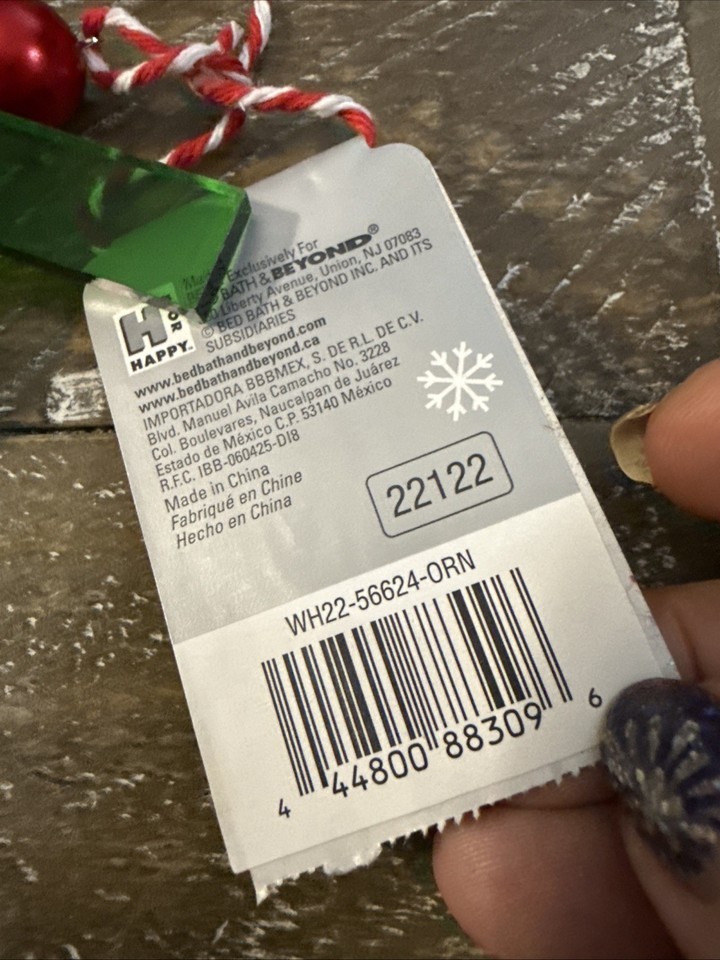 H FOR
HAPPY.
Made Exclusively For
BED BATH & BEYOND®
Liberty Avenue, Union, NJ 07083
© BED BATH & BEYOND INC. AND ITS
SUBSIDIARIES
www.bedbathandbeyond.com
www.bedbathandbeyond.ca
IMPORTADORA BBBMEX, S. DE R.L. DE C.V.
Blvd. Manuel Avila Camacho No. 3228
Col. Boulevares, Naucalpan de Juárez
Estado de México C.P. 53140 México
R.F.C. IBB-060425-DI8
Made in China
Fabriqué en Chine
Hecho en China
22122
WH22-56624-ORN
4 44800 88309 6